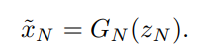 x̃_N = G_N(z_N).